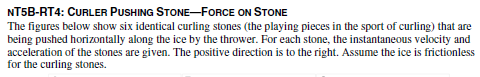 NT5B-RT4: CURLER PUSHING STONE—FORCE ON STONE
The figures below show six identical curling stones (the playing pieces in the sport of curling) that are
being pushed horizontally along the ice by the thrower. For each stone, the instantaneous velocity and
acceleration of the stones are given. The positive direction is to the right. Assume the ice is frictionless
for the curling stones.